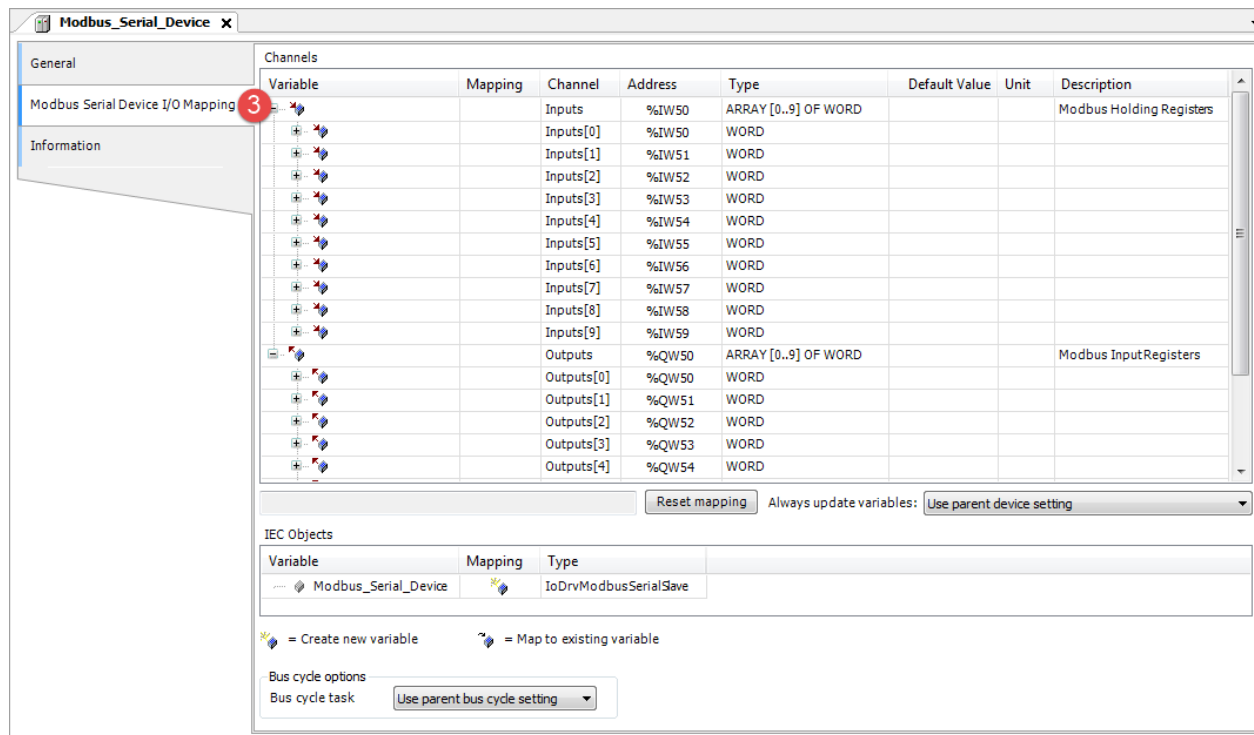 Modbus_Serial_Device X
General
Modbus Serial Device I/O Mapping
3
Information
Channels
Variable Mapping Channel Address Type Default Value Unit Description
Inputs %IW50 ARRAY [0..9] OF WORD Modbus Holding Registers
Inputs[0] %IW50 WORD
Inputs[1] %IW51 WORD
Inputs[2] %IW52 WORD
Inputs[3] %IW53 WORD
Inputs[4] %IW54 WORD
Inputs[5] %IW55 WORD
Inputs[6] %IW56 WORD
Inputs[7] %IW57 WORD
Inputs[8] %IW58 WORD
Inputs[9] %IW59 WORD
Outputs %QW50 ARRAY [0..9] OF WORD Modbus InputRegisters
Outputs[0] %QW50 WORD
Outputs[1] %QW51 WORD
Outputs[2] %QW52 WORD
Outputs[3] %QW53 WORD
Outputs[4] %QW54 WORD
Reset mapping Always update variables: Use parent device setting
IEC Objects
Variable Mapping Type
Modbus_Serial_Device IoDrvModbusSerialSlave
= Create new variable = Map to existing variable
Bus cycle options
Bus cycle task Use parent bus cycle setting